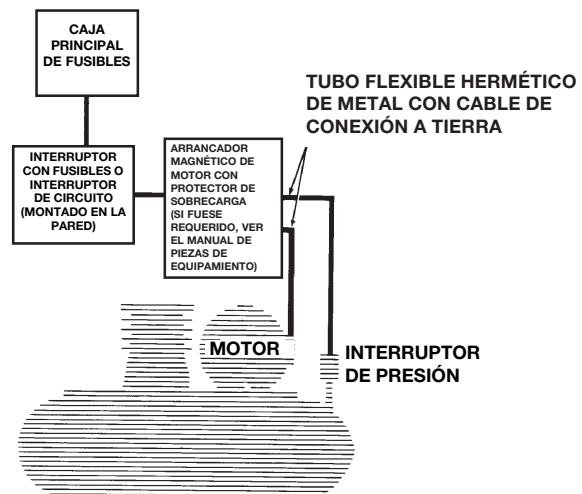 CAJA
PRINCIPAL
DE FUSIBLES
TUBO FLEXIBLE HERMÉTICO
DE METAL CON CABLE DE
CONEXIÓN A TIERRA
INTERRUPTOR
CON FUSIBLES O
INTERRUPTOR
DE CIRCUITO
(MONTADO EN LA
PARED)
ARRANCADOR
MAGNÉTICO DE
MOTOR CON
PROTECTOR DE
SOBRECARGA
(SI FUESE
REQUERIDO, VER
EL MANUAL DE
PIEZAS DE
EQUIPAMIENTO)
MOTOR
INTERRUPTOR
DE PRESIÓN